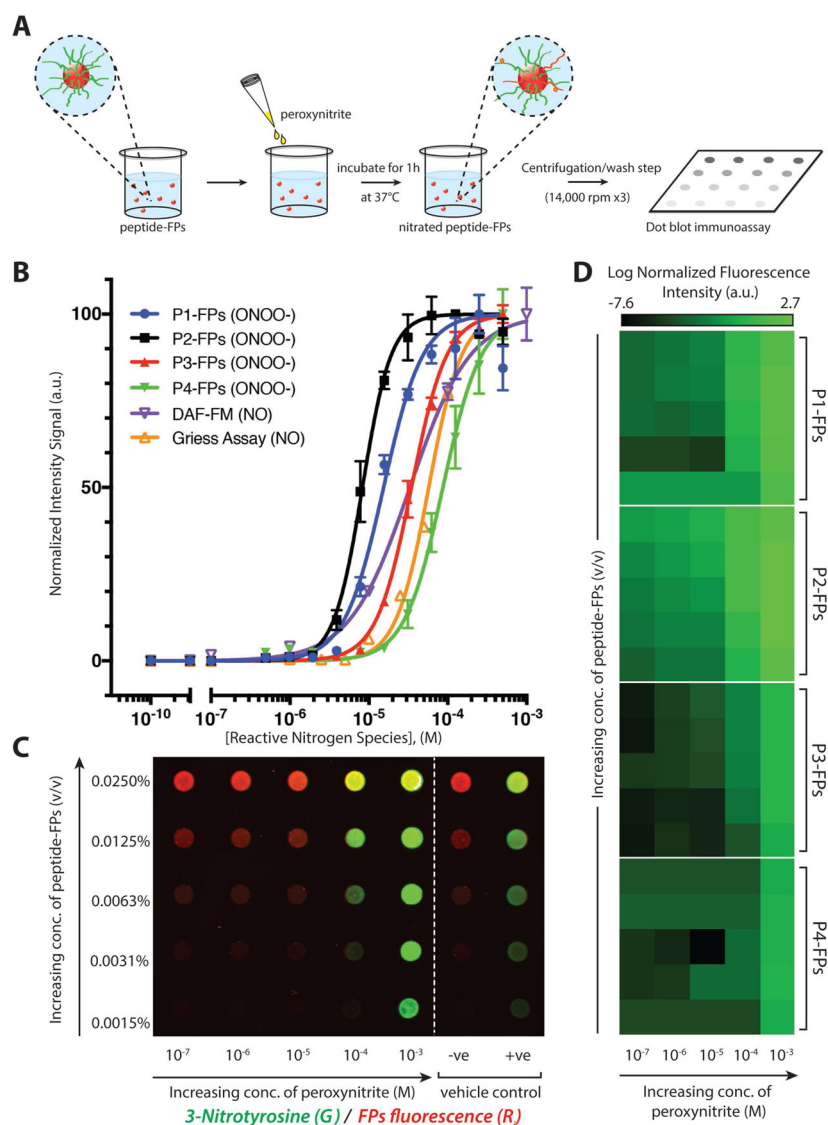 A
peroxynitrite
incubate for 1h
at 37°C
Centrifugation/wash step
(14,000 rpm x3)
peptide-FPs
nitrated peptide-FPs
Dot blot immunoassay
B
Normalized Intensity Signal (a.u.)
100
50
0
P1-FPs (ONOO-)
P2-FPs (ONOO-)
P3-FPs (ONOO-)
P4-FPs (ONOO-)
DAF-FM (NO)
Griess Assay (NO)
10-10 10-7 10-6 10-5 10-4 10-3
[Reactive Nitrogen Species], (M)
C
Increasing conc. of peptide-FPs (v/v)
0.0250%
0.0125%
0.0063%
0.0031%
0.0015%
10-7 10-6 10-5 10-4 10-3 -ve +ve
Increasing conc. of peroxynitrite (M)
vehicle control
3-Nitrotyrosine (G) / FPs fluorescence (R)
D
Log Normalized Fluorescence
Intensity (a.u.)
-7.6 2.7
Increasing conc. of peptide-FPs (v/v)
P1-FPs
P2-FPs
P3-FPs
P4-FPs
10-7 10-6 10-5 10-4 10-3
Increasing conc. of
peroxynitrite (M)